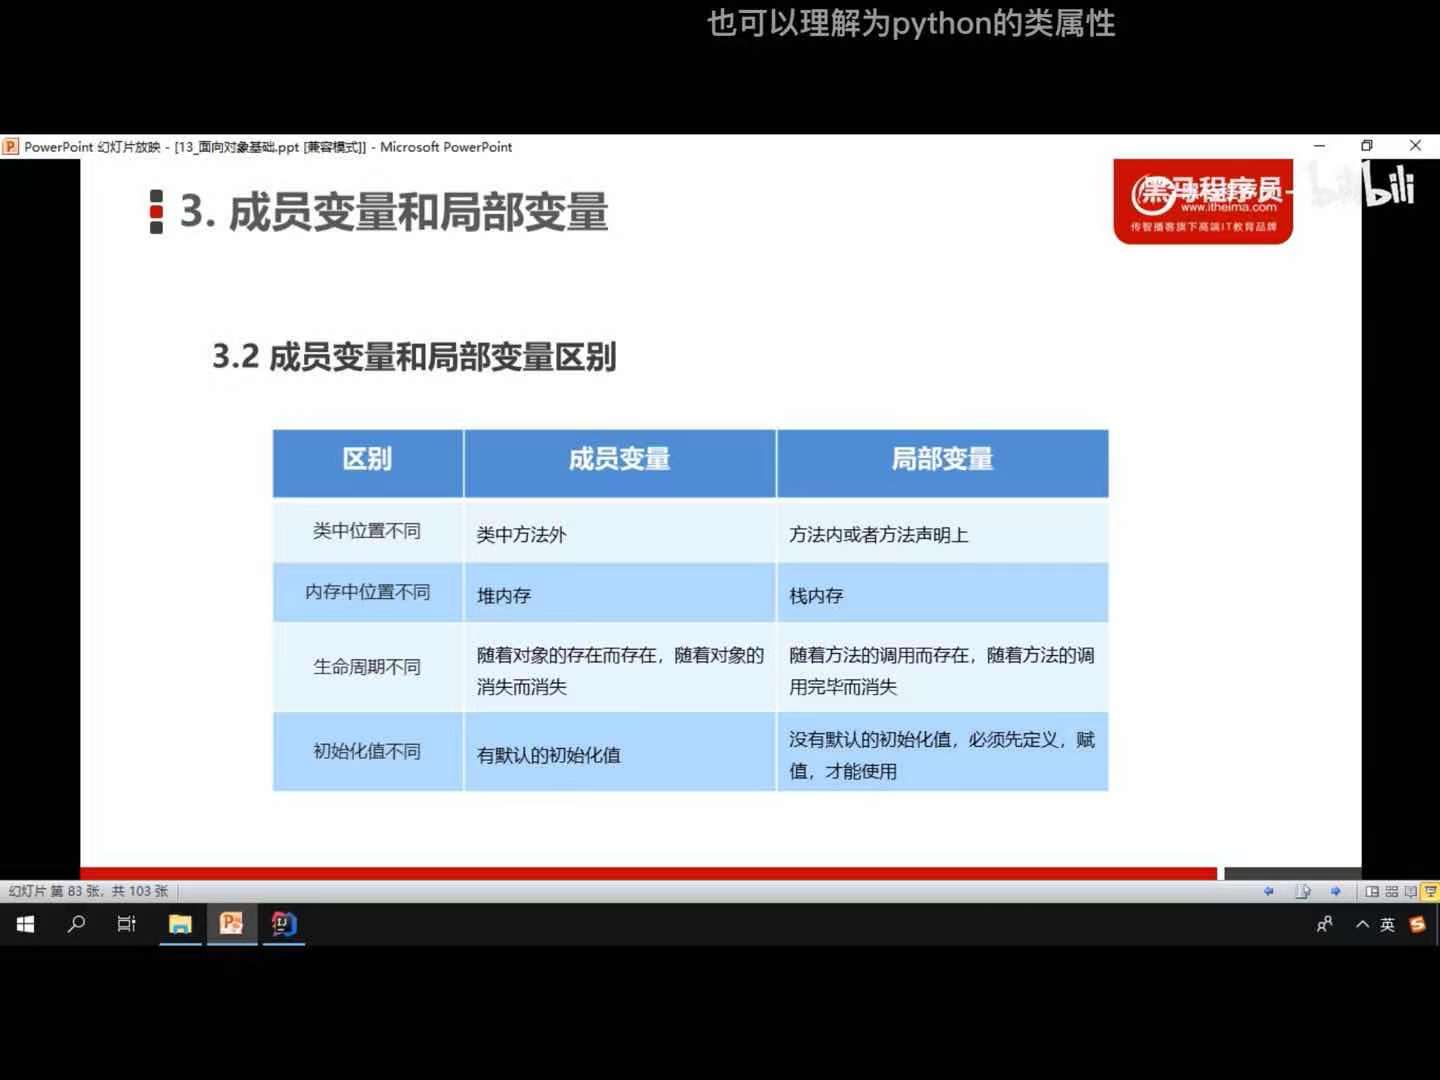 也可以理解为python的类属性
PowerPoint 幻灯片放映 - [13_面向对象基础.ppt [兼容模式]] - Microsoft PowerPoint
3. 成员变量和局部变量
黑马程序员
bilibili
www.itheima.com
传智播客旗下高端IT教育品牌
3.2 成员变量和局部变量区别
区别 成员变量 局部变量
类中位置不同 类中方法外 方法内或者方法声明上
内存中位置不同 堆内存 栈内存
生命周期不同 随着对象的存在而存在，随着对象的 随着方法的调用而存在，随着方法的调
消失而消失 用完毕而消失
初始化值不同 有默认的初始化值 没有默认的初始化值，必须先定义，赋
值，才能使用
幻灯片 第 83 张，共 103 张
英